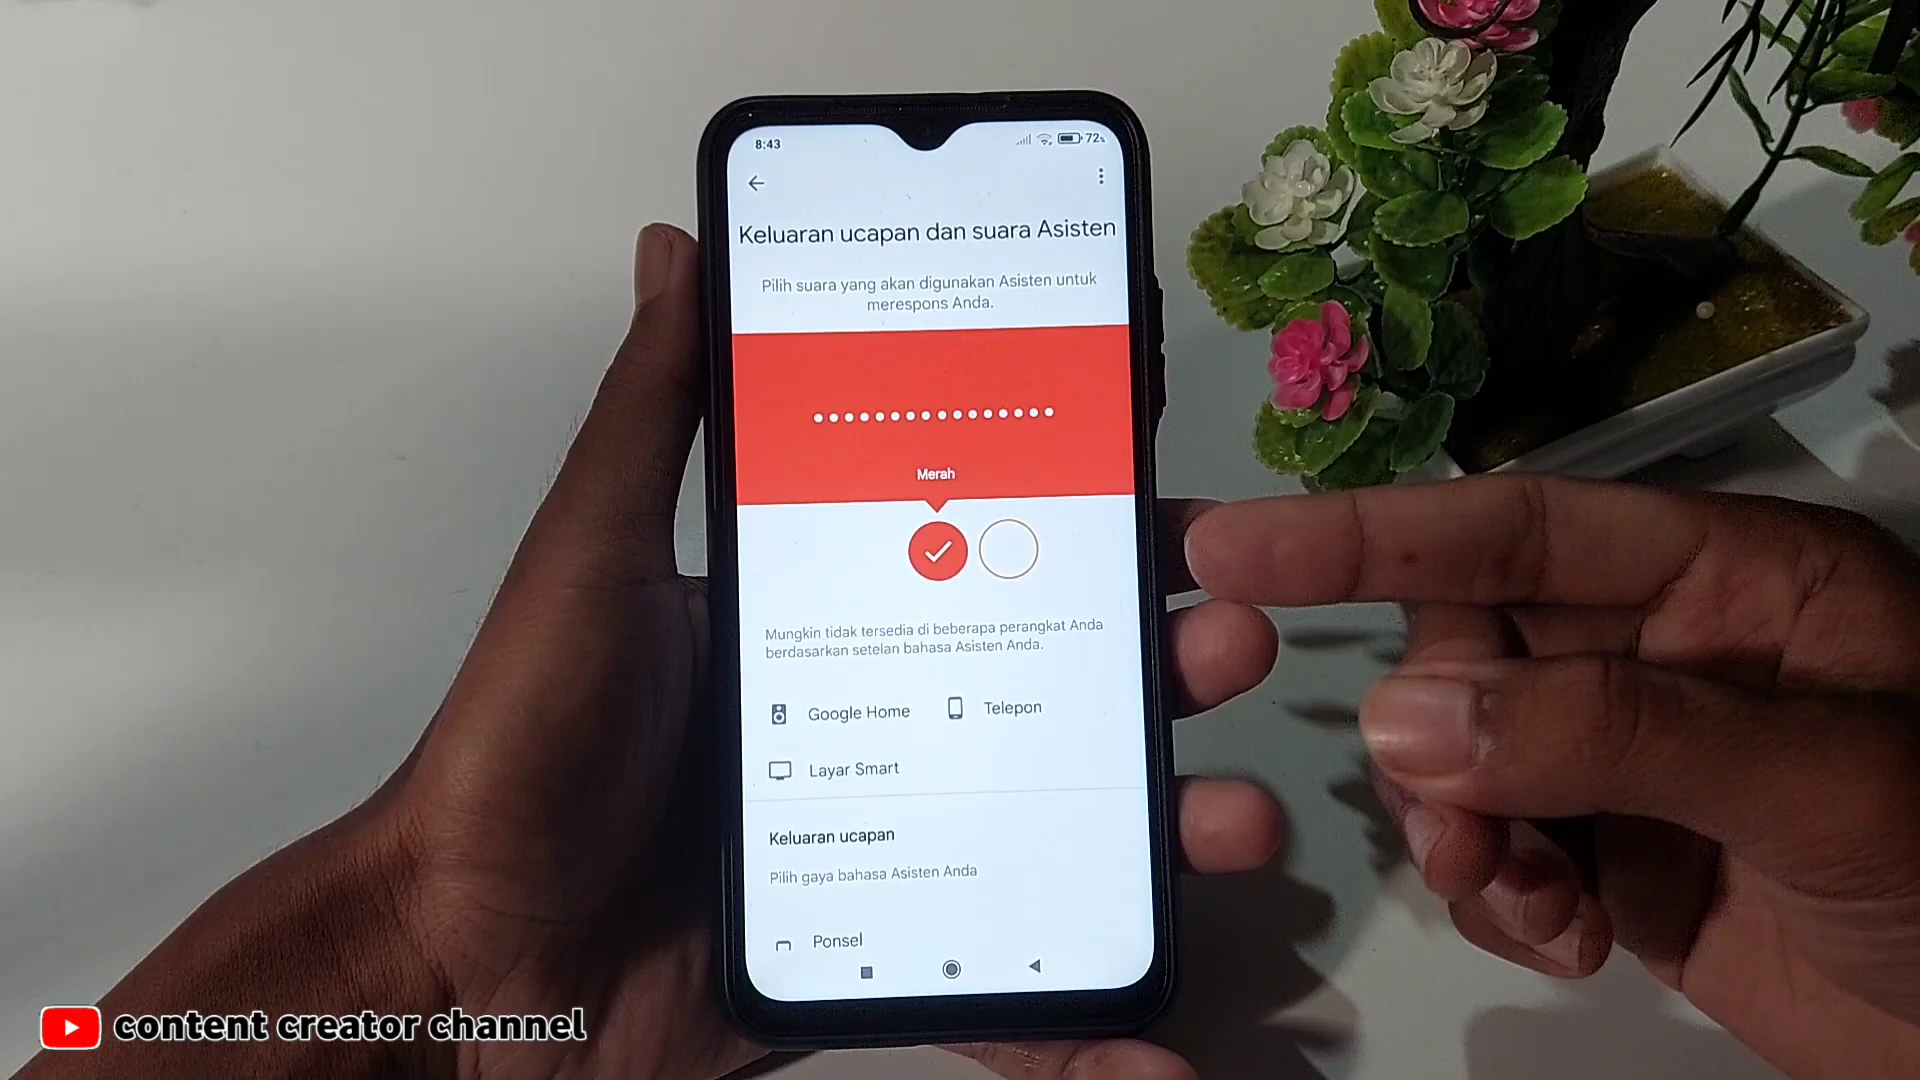 8:43
72%
Keluaran ucapan dan suara Asisten
Pilih suara yang akan digunakan Asisten untuk
merespons Anda.
Merah
Mungkin tidak tersedia di beberapa perangkat Anda
berdasarkan setelan bahasa Asisten Anda.
Google Home
Telepon
Layar Smart
Keluaran ucapan
Pilih gaya bahasa Asisten Anda
Ponsel
content creator channel